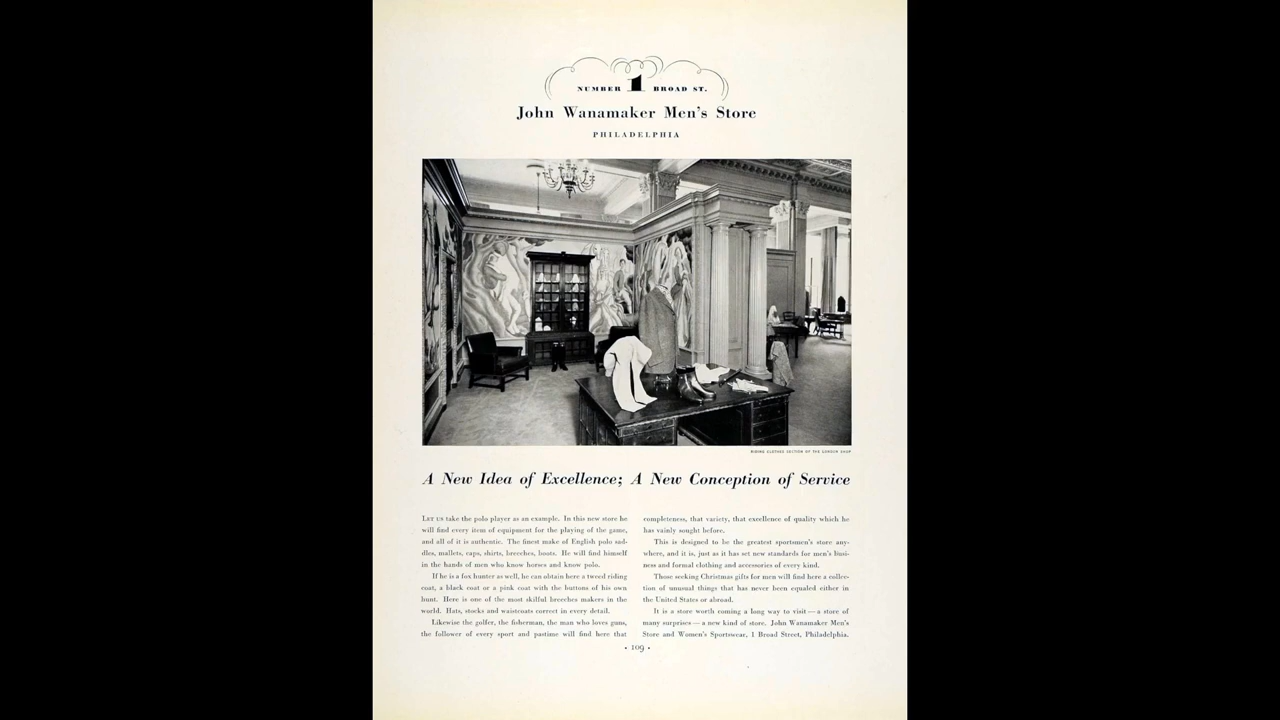 NUMBER 1 BROAD ST.
John Wanamaker Men's Store
PHILADELPHIA
RIDING CLOTHES SECTION OF THE LONDON SHOP
A New Idea of Excellence; A New Conception of Service
LET US take the polo player as an example. In this new store he
will find every item of equipment for the playing of the game,
and all of it is authentic. The finest make of English polo sad-
dles, mallets, caps, shirts, breeches, boots. He will find himself
in the hands of men who know horses and know polo.
If he is a fox hunter as well, he can obtain here a tweed riding
coat, a black coat or a pink coat with the buttons of his own
hunt. Here is one of the most skilful breeches makers in the
world. Hats, stocks and waistcoats correct in every detail.
Likewise the golfer, the fisherman, the man who loves guns,
the follower of every sport and pastime will find here that
completeness, that variety, that excellence of quality which he
has vainly sought before.
This is designed to be the greatest sportsmen's store any-
where, and it is, just as it has set new standards for men's busi-
ness and formal clothing and accessories of every kind.
Those seeking Christmas gifts for men will find here a collec-
tion of unusual things that has never been equaled either in
the United States or abroad.
It is a store worth coming a long way to visit — a store of
many surprises — a new kind of store. John Wanamaker Men's
Store and Women's Sportswear, 1 Broad Street, Philadelphia.
• 109 •